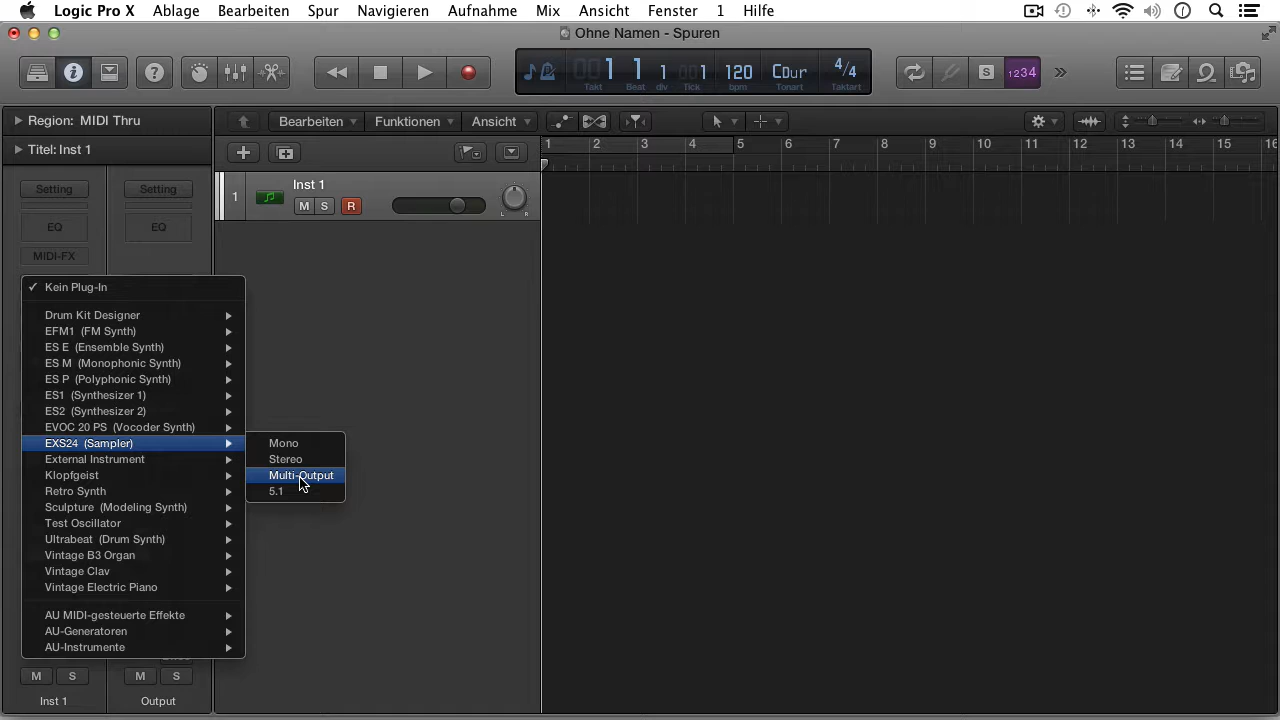 Logic Pro X Ablage Bearbeiten Spur Navigieren Aufnahme Mix Ansicht Fenster 1 Hilfe
Ohne Namen - Spuren
1 1 1 1 120 CDur 4/4
Takt Beat div Tick bpm Tonart Taktart
S 1234
Region: MIDI Thru
Bearbeiten Funktionen Ansicht
1 2 3 4 5 6 7 8 9 10 11 12 13 14 15 16
Titel: Inst 1
Setting Setting
1 Inst 1
M S R
L R
EQ EQ
MIDI-FX
Kein Plug-In
Drum Kit Designer
EFM1 (FM Synth)
ES E (Ensemble Synth)
ES M (Monophonic Synth)
ES P (Polyphonic Synth)
ES1 (Synthesizer 1)
ES2 (Synthesizer 2)
EVOC 20 PS (Vocoder Synth)
EXS24 (Sampler)
External Instrument
Klopfgeist
Retro Synth
Sculpture (Modeling Synth)
Test Oscillator
Ultrabeat (Drum Synth)
Vintage B3 Organ
Vintage Clav
Vintage Electric Piano
AU MIDI-gesteuerte Effekte
AU-Generatoren
AU-Instrumente
Mono
Stereo
Multi-Output
5.1
M S M S
Inst 1 Output